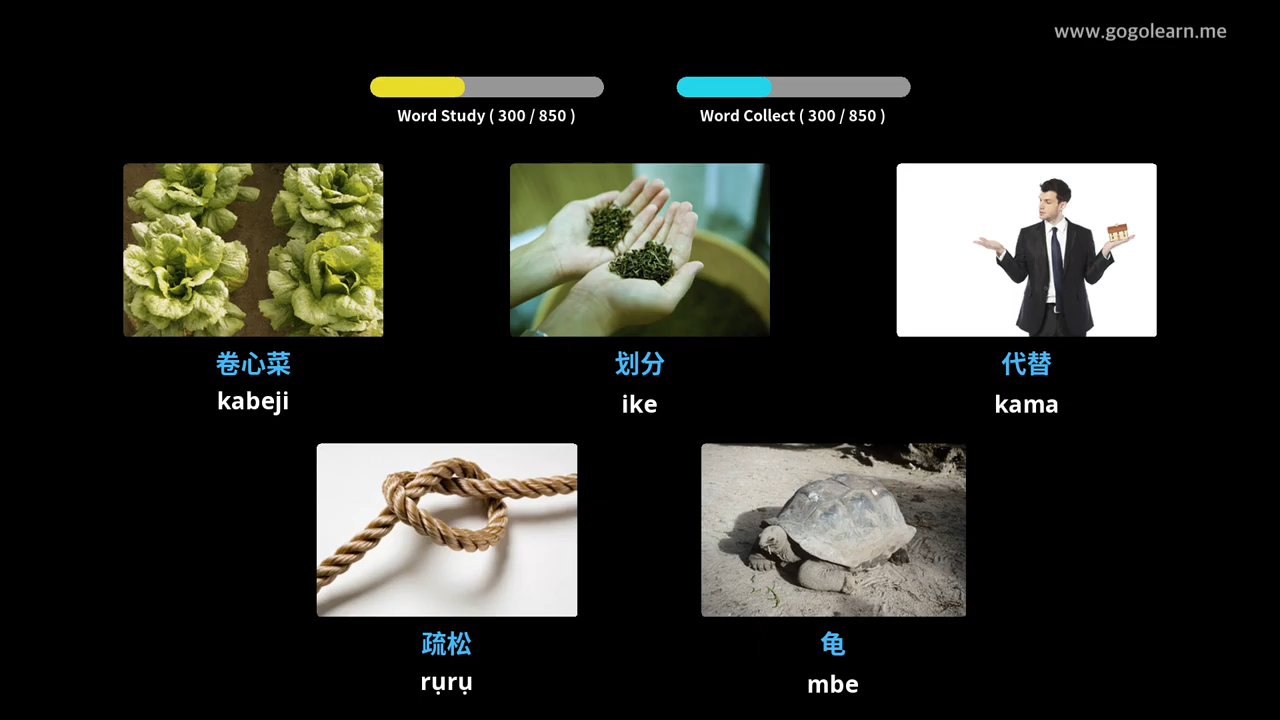 www.gogolearn.me
Word Study ( 300 / 850 )
Word Collect ( 300 / 850 )
卷心菜
kabeji
划分
ike
代替
kama
疏松
rụrụ
龟
mbe